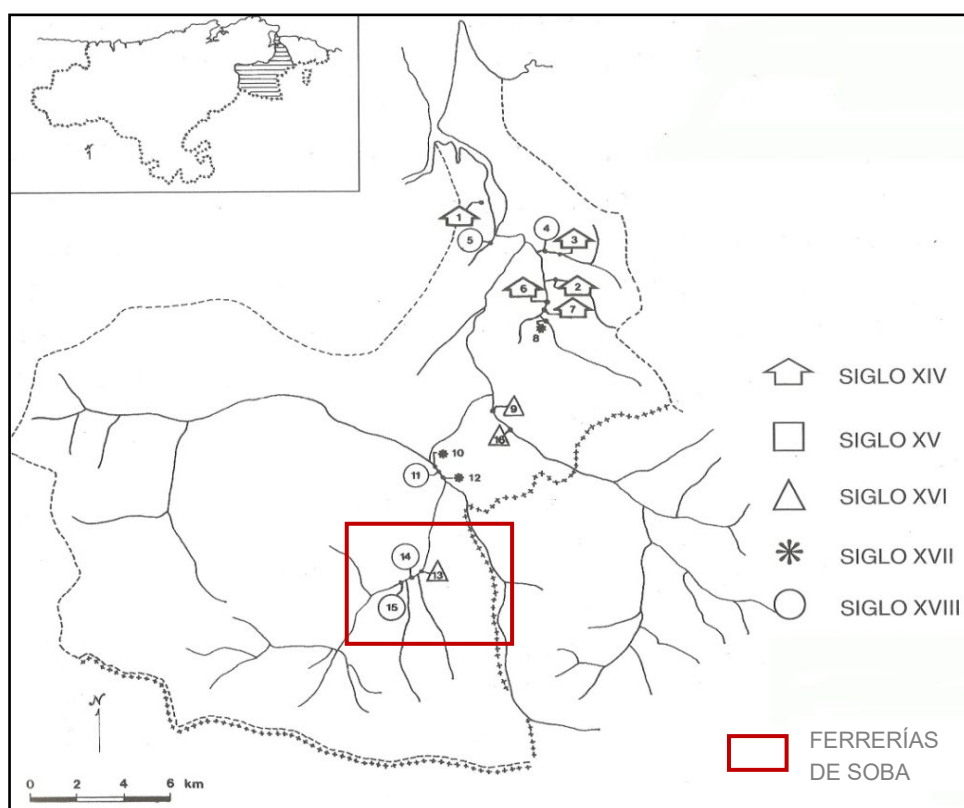 1
5
4
3
6
2
7
8
9
16
10
11
12
14
13
15
SIGLO XIV
SIGLO XV
SIGLO XVI
SIGLO XVII
SIGLO XVIII
N
0 2 4 6 km
FERRERÍAS
DE SOBA